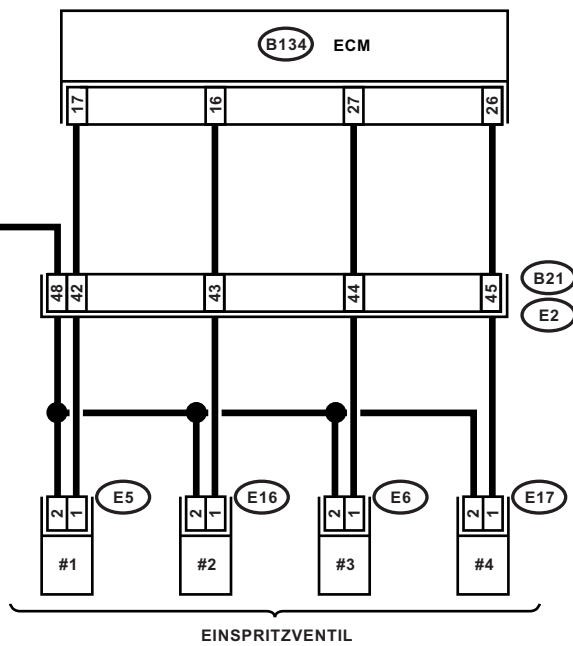 B134 ECM
17 16 27 26
B21
48 42 43 44 45
E2
E5 E16 E6 E17
2 1 2 1 2 1 2 1
#1 #2 #3 #4
EINSPRITZVENTIL